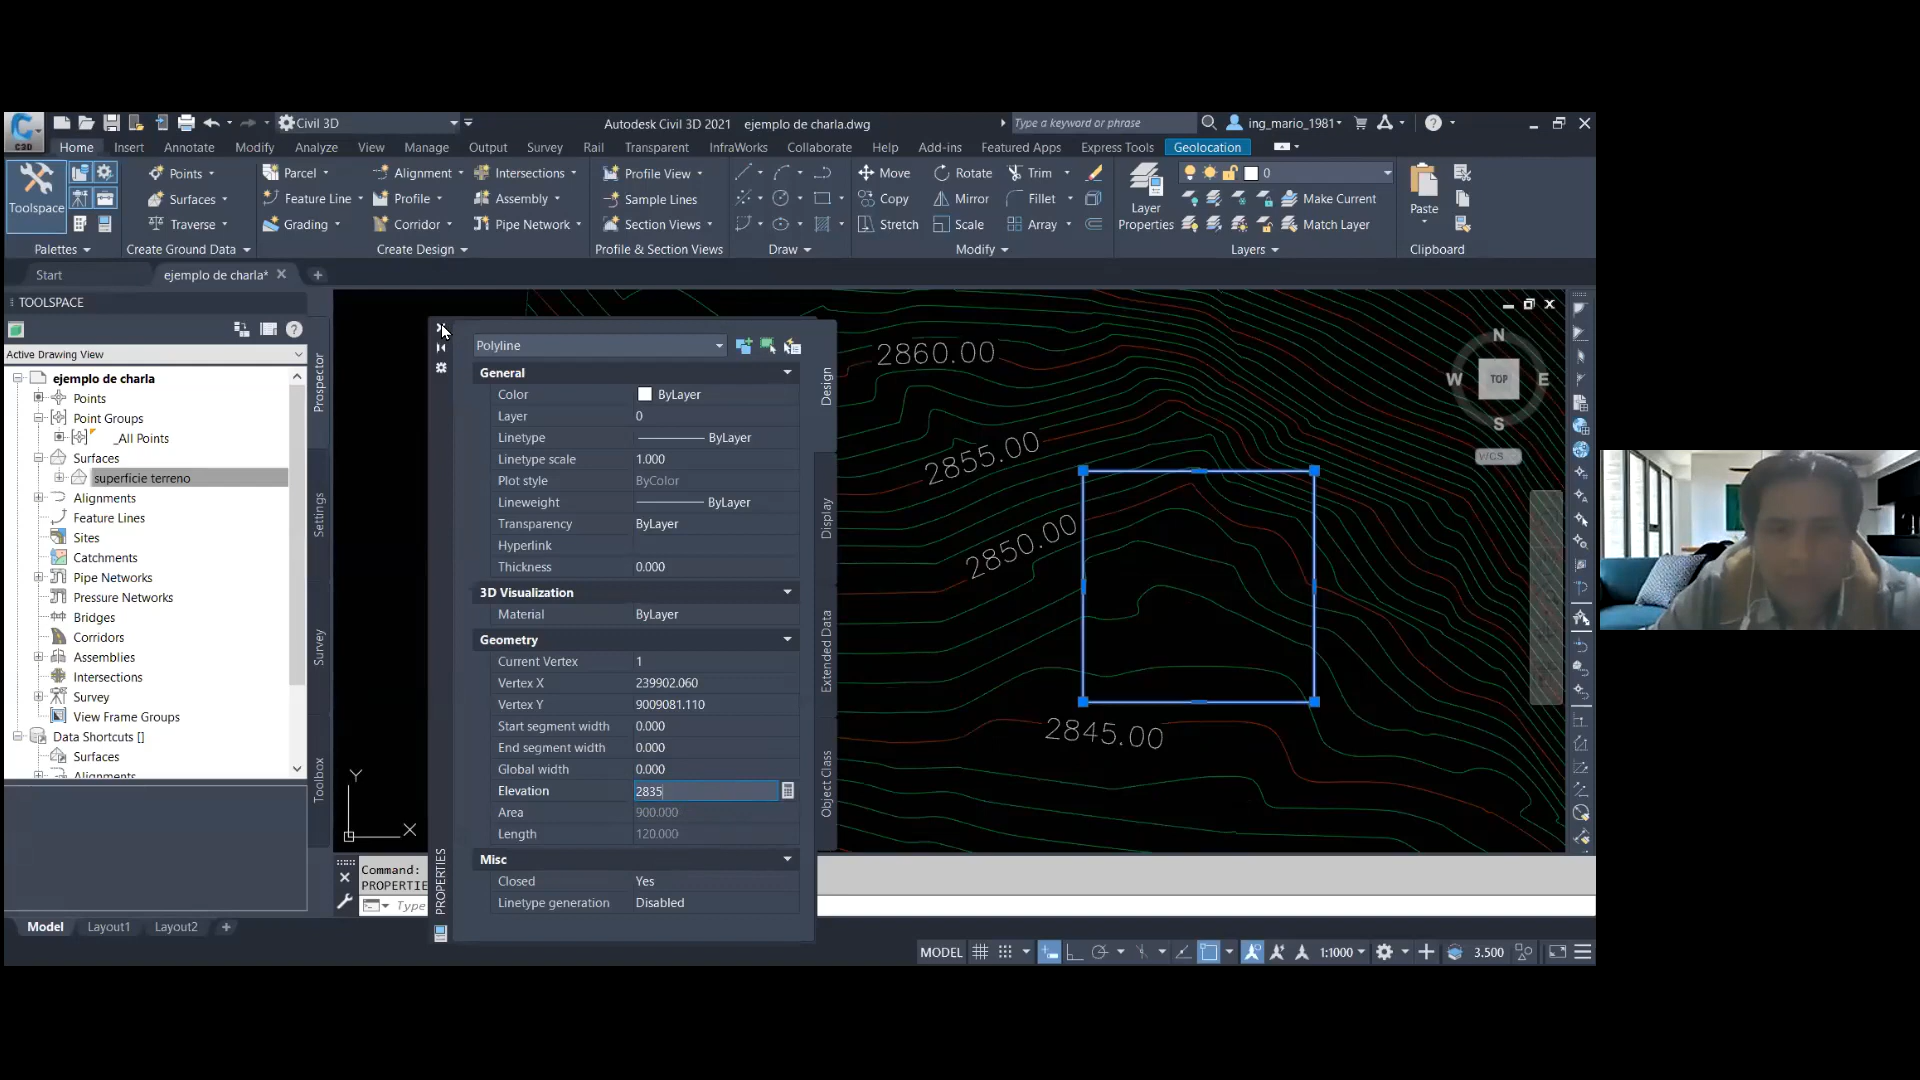 Civil 3D
Autodesk Civil 3D 2021 ejemplo de charla.dwg
Type a keyword or phrase
ing_mario_1981
C3D
Home Insert Annotate Modify Analyze View Manage Output Survey Rail Transparent InfraWorks Collaborate Help Add-ins Featured Apps Express Tools Geolocation
Toolspace
Points
Surfaces
Traverse
Parcel
Feature Line
Grading
Alignment
Profile
Corridor
Intersections
Assembly
Pipe Network
Profile View
Sample Lines
Section Views
Move
Copy
Stretch
Rotate
Mirror
Scale
Trim
Fillet
Array
Layer
Properties
0
Make Current
Match Layer
Paste
Palettes Create Ground Data Create Design Profile & Section Views Draw Modify Layers Clipboard
Start ejemplo de charla*
TOOLSPACE
Active Drawing View
ejemplo de charla
Points
Point Groups
_All Points
Surfaces
superficie terreno
Alignments
Feature Lines
Sites
Catchments
Pipe Networks
Pressure Networks
Bridges
Corridors
Assemblies
Intersections
Survey
View Frame Groups
Data Shortcuts []
Surfaces
Alignments
Prospector
Settings
Survey
Toolbox
Polyline
General
Color ByLayer
Layer 0
Linetype ByLayer
Linetype scale 1.000
Plot style ByColor
Lineweight ByLayer
Transparency ByLayer
Hyperlink
Thickness 0.000
3D Visualization
Material ByLayer
Geometry
Current Vertex 1
Vertex X 239902.060
Vertex Y 9009081.110
Start segment width 0.000
End segment width 0.000
Global width 0.000
Elevation 2835
Area 900.000
Length 120.000
Misc
Closed Yes
Linetype generation Disabled
PROPERTIES
Design
Display
Extended Data
Object Class
2860.00
2855.00
2850.00
2845.00
N
W TOP E
S
WCS
Y
X
Command:
PROPERTIE
Type
Model Layout1 Layout2
MODEL 1:1000 3.500